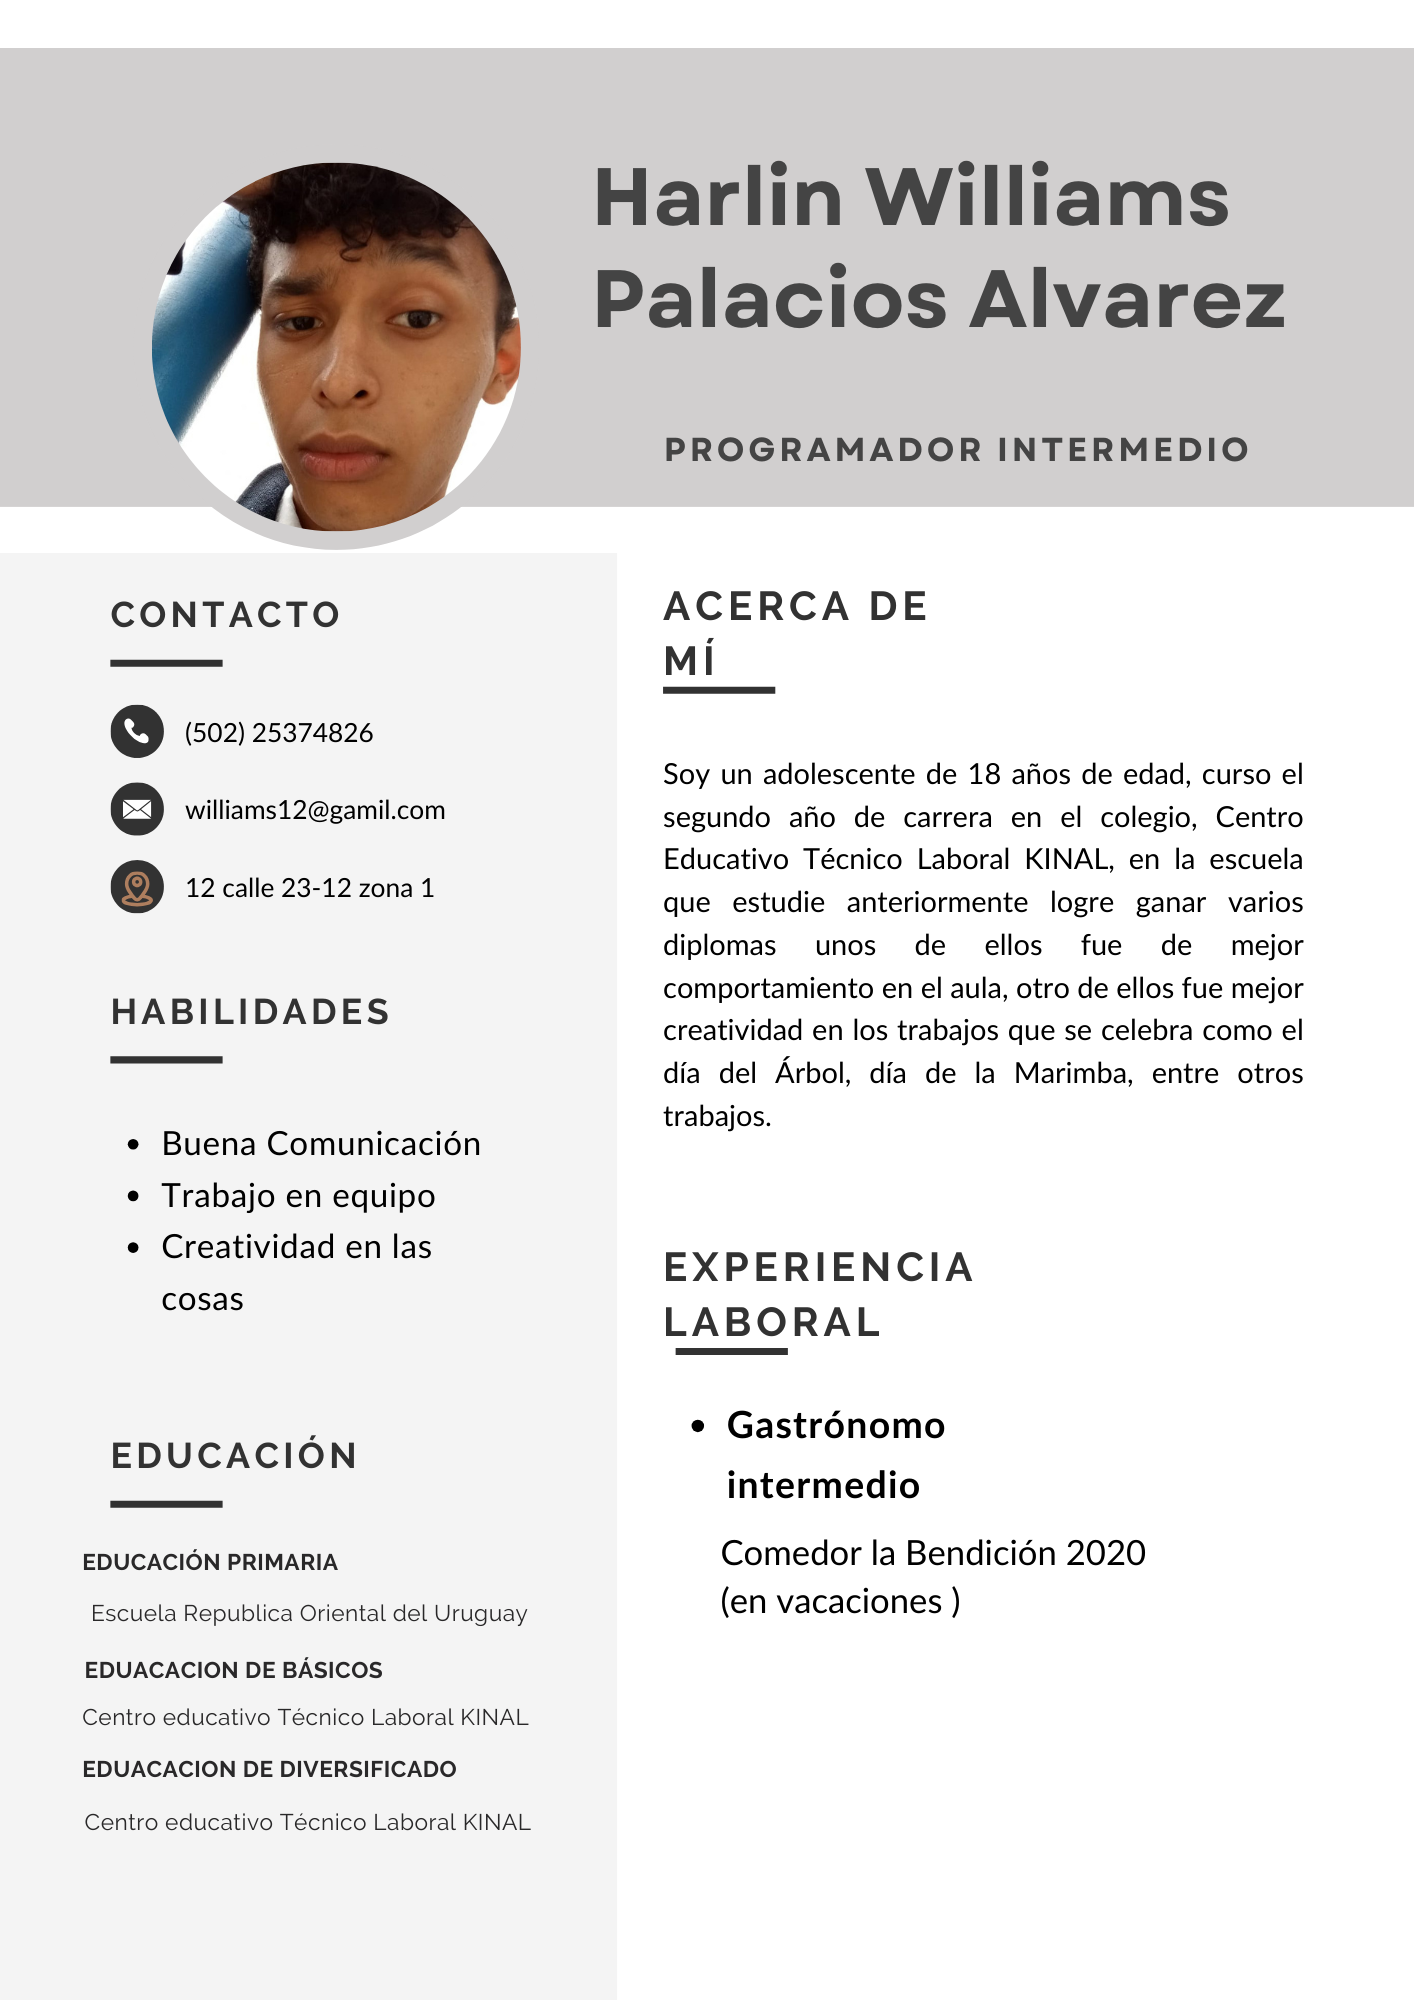 Harlin Williams
Palacios Alvarez
PROGRAMADOR INTERMEDIO
CONTACTO
(502) 25374826
williams12@gamil.com
12 calle 23-12 zona 1
HABILIDADES
• Buena Comunicación
• Trabajo en equipo
• Creatividad en las
cosas
EDUCACIÓN
EDUCACIÓN PRIMARIA
Escuela Republica Oriental del Uruguay
EDUACACION DE BÁSICOS
Centro educativo Técnico Laboral KINAL
EDUACACION DE DIVERSIFICADO
Centro educativo Técnico Laboral KINAL
ACERCA DE
MÍ
Soy un adolescente de 18 años de edad, curso el
segundo año de carrera en el colegio, Centro
Educativo Técnico Laboral KINAL, en la escuela
que estudie anteriormente logre ganar varios
diplomas unos de ellos fue de mejor
comportamiento en el aula, otro de ellos fue mejor
creatividad en los trabajos que se celebra como el
día del Árbol, día de la Marimba, entre otros
trabajos.
EXPERIENCIA
LABORAL
• Gastrónomo
intermedio
Comedor la Bendición 2020
(en vacaciones )